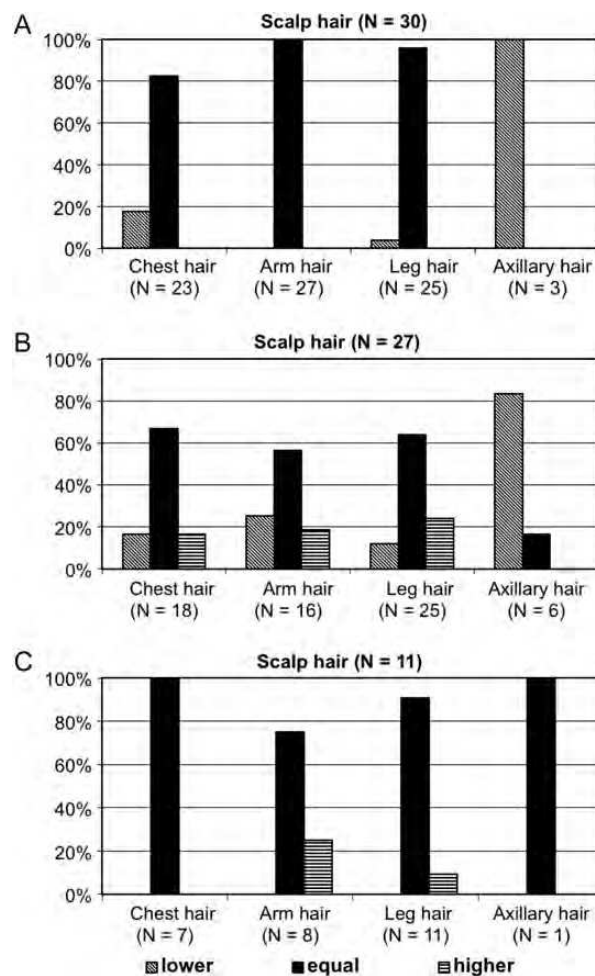 A
Scalp hair (N = 30)
100%
80%
60%
40%
20%
0%
Chest hair Arm hair Leg hair Axillary hair
(N = 23) (N = 27) (N = 25) (N = 3)
B
Scalp hair (N = 27)
100%
80%
60%
40%
20%
0%
Chest hair Arm hair Leg hair Axillary hair
(N = 18) (N = 16) (N = 25) (N = 6)
C
Scalp hair (N = 11)
100%
80%
60%
40%
20%
0%
Chest hair Arm hair Leg hair Axillary hair
(N = 7) (N = 8) (N = 11) (N = 1)
lower equal higher